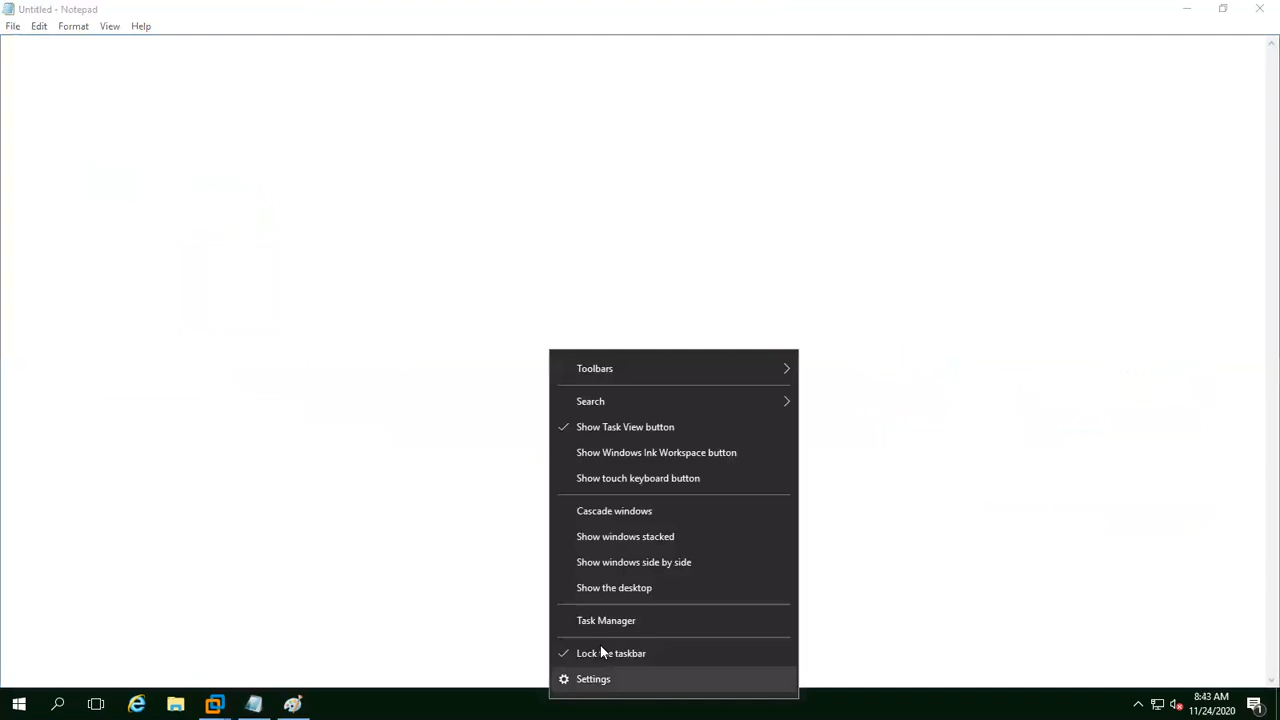 Untitled - Notepad
File Edit Format View Help
Toolbars
Search
Show Task View button
Show Windows Ink Workspace button
Show touch keyboard button
Cascade windows
Show windows stacked
Show windows side by side
Show the desktop
Task Manager
Lock the taskbar
Settings
8:43 AM
11/24/2020
1